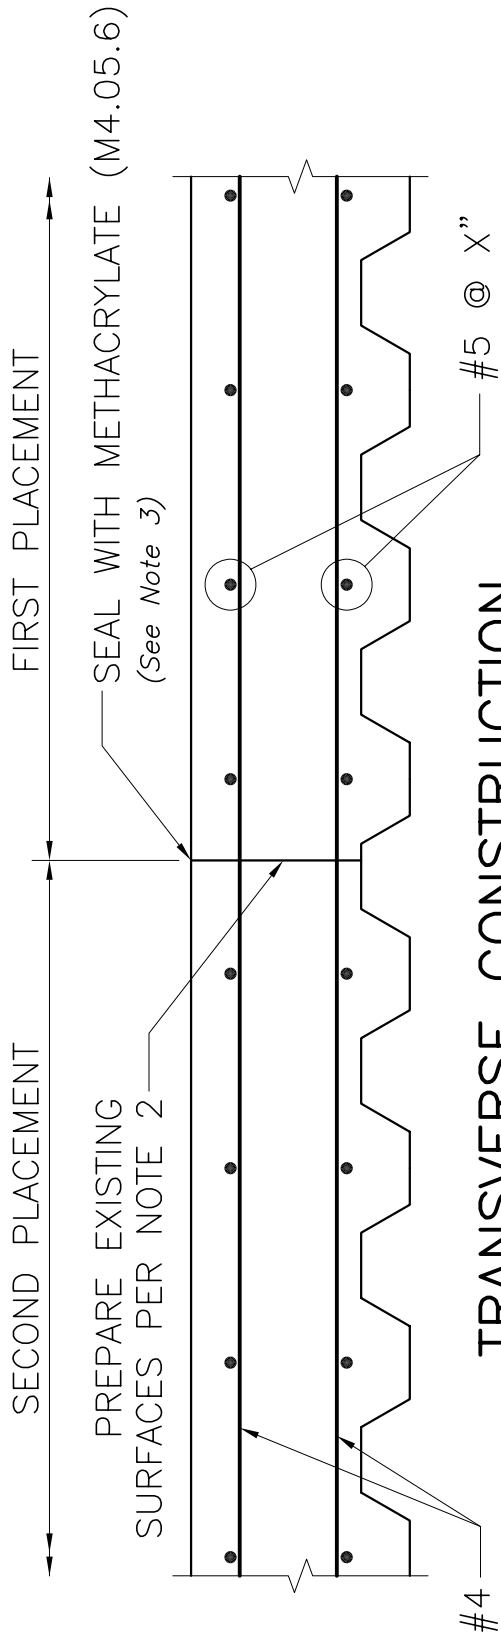 SECOND PLACEMENT
FIRST PLACEMENT
PREPARE EXISTING
SURFACES PER NOTE 2
SEAL WITH METHACRYLATE (M4.05.6)
(See Note 3)
#4
#5 @ X”
TRANSVERSE CONSTRUCTION